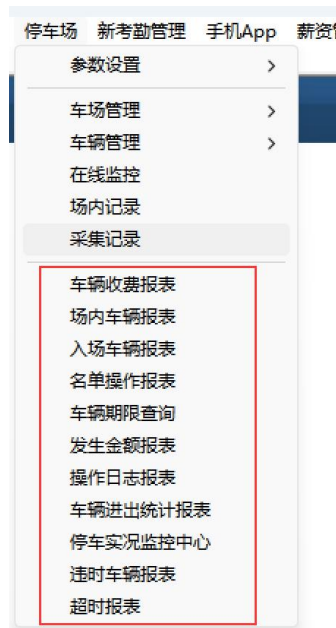 停车场 新考勤管理 手机App 薪资
参数设置
车场管理
车辆管理
在线监控
场内记录
采集记录
车辆收费报表
场内车辆报表
入场车辆报表
名单操作报表
车辆期限查询
发生金额报表
操作日志报表
车辆进出统计报表
停车实况监控中心
违时车辆报表
超时报表